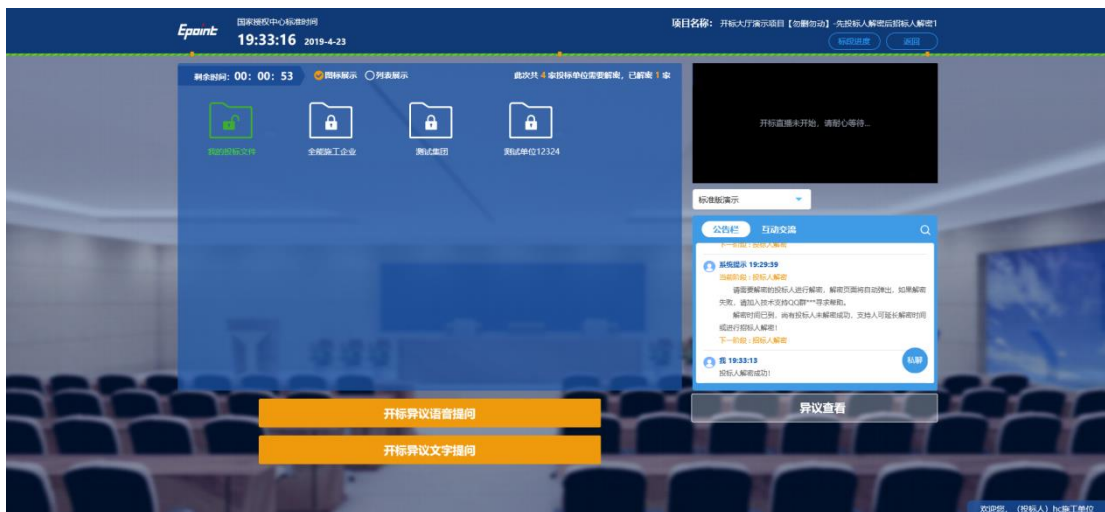 Epoint
国家授权中心标准时间
19:33:16 2019-4-23
项目名称: 开标大厅演示项目【勿删勿动】-先投标人解密后招标人解密1
标段进度
返回
剩余时间: 00: 00: 53
图标展示 列表展示
此次共 4 家投标单位需要解密, 已解密 1 家
我的投标文件
全能施工企业
测试集团
测试单位12324
开标直播未开始, 请耐心等待...
标准版演示
公告栏 互动交流
下一阶段：招标人解密
系统提示 19:29:39
当前阶段：投标人解密
请需要解密的投标人进行解密, 解密页面将自动弹出, 如果解密
失败, 请加入技术支持QQ群***寻求帮助。
解密时间已到, 尚有投标人未解密成功, 主持人可延长解密时间
或进行招标人解密!
下一阶段：招标人解密
我 19:33:13
投标人解密成功!
私聊
开标异议语音提问
异议查看
开标异议文字提问
欢迎您, (投标人) hc施工单位